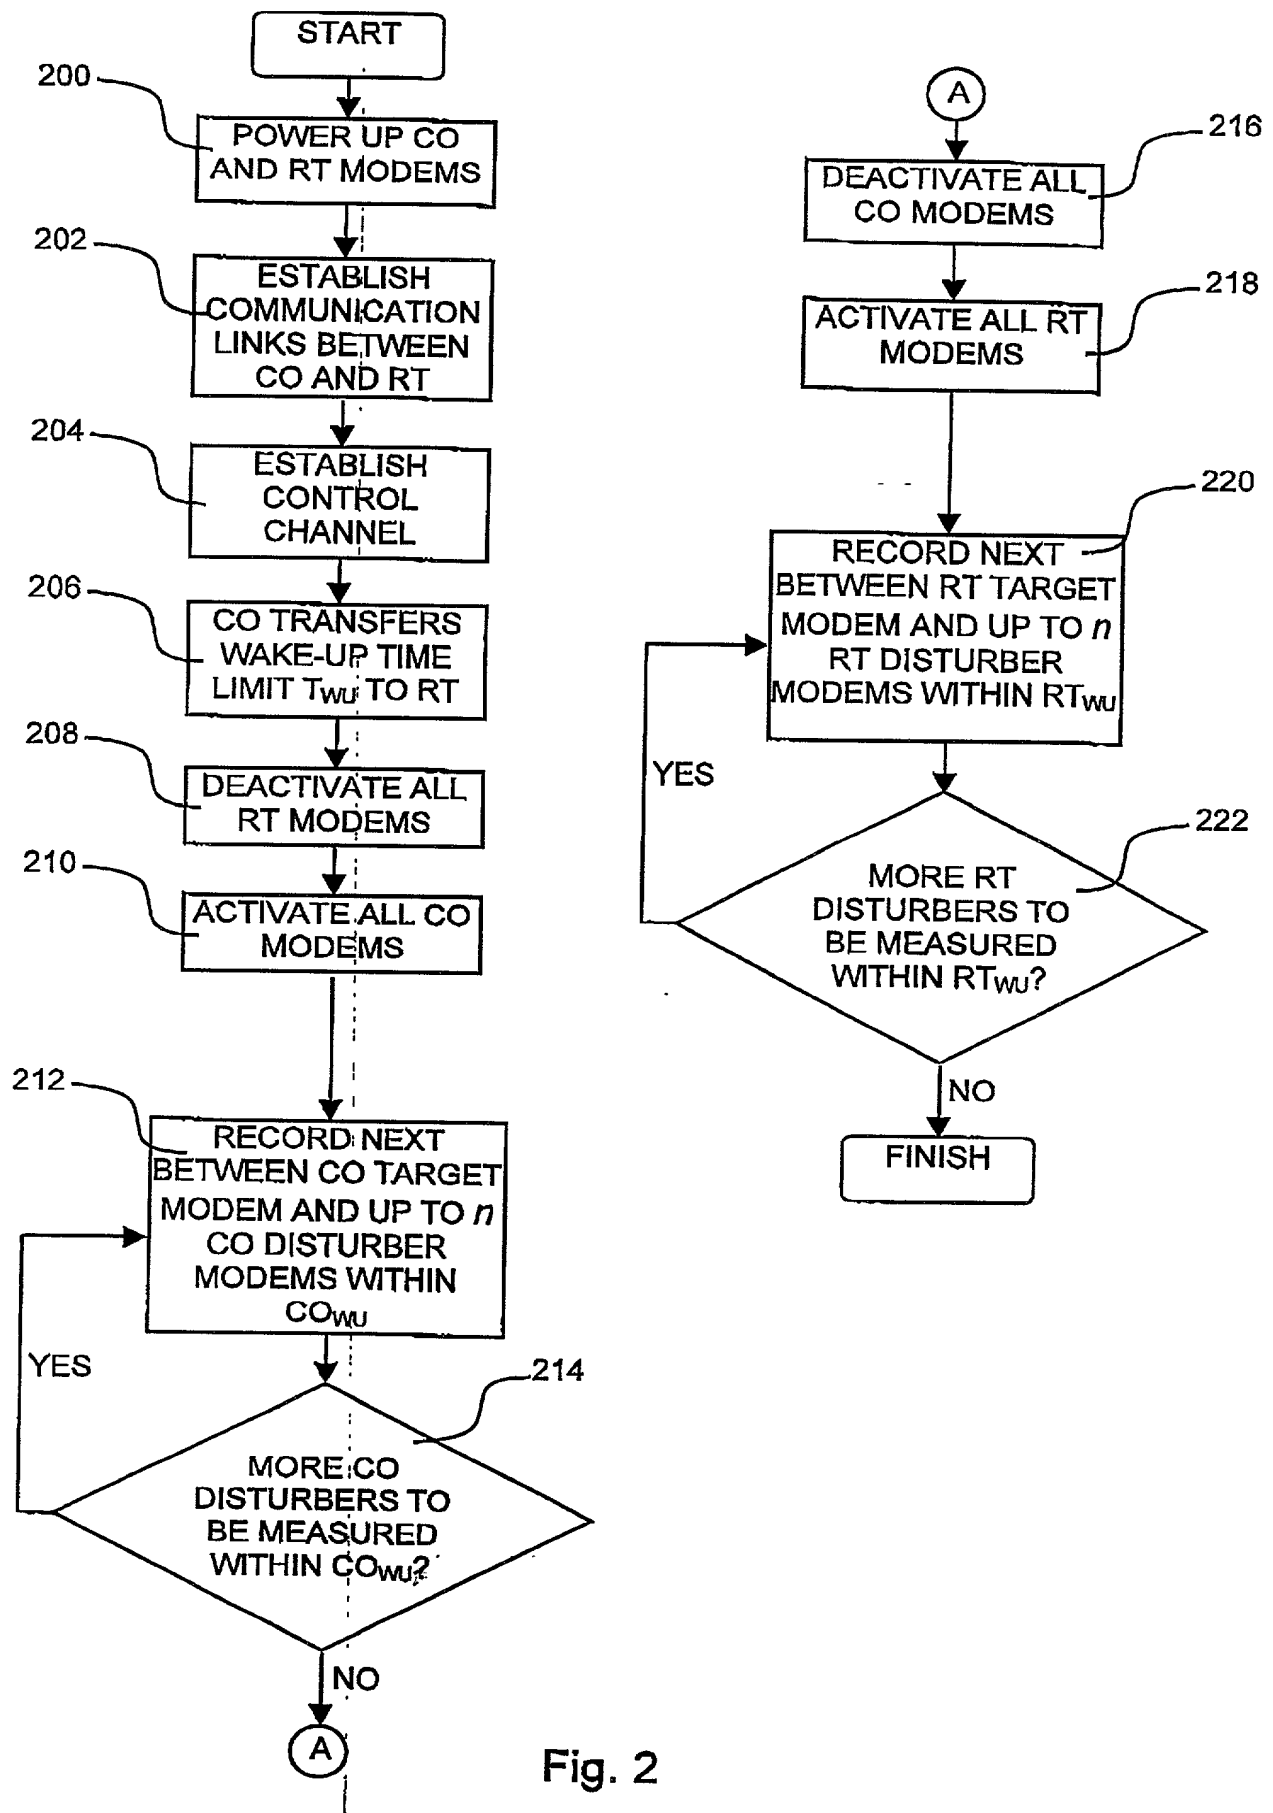 START
200
POWER UP CO
AND RT MODEMS
202
ESTABLISH
COMMUNICATION
LINKS BETWEEN
CO AND RT
204
ESTABLISH
CONTROL
CHANNEL
206
CO TRANSFERS
WAKE-UP TIME
LIMIT TWU TO RT
208
DEACTIVATE ALL
RT MODEMS
210
ACTIVATE ALL CO
MODEMS
212
RECORD NEXT
BETWEEN CO TARGET
MODEM AND UP TO n
CO DISTURBER
MODEMS WITHIN
COWU
YES
214
MORE CO
DISTURBERS TO
BE MEASURED
WITHIN COWU?
NO
A
A
216
DEACTIVATE ALL
CO MODEMS
218
ACTIVATE ALL RT
MODEMS
220
RECORD NEXT
BETWEEN RT TARGET
MODEM AND UP TO n
RT DISTURBER
MODEMS WITHIN RTWU
YES
222
MORE RT
DISTURBERS TO
BE MEASURED
WITHIN RTWU?
NO
FINISH
Fig. 2